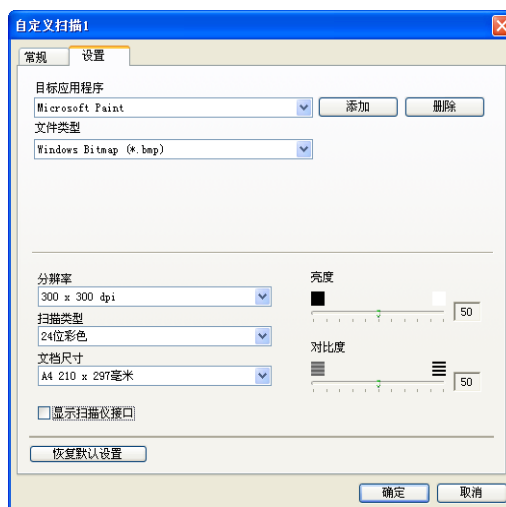 自定义扫描1
常规 设置
目标应用程序
Microsoft Paint 添加 删除
文件类型
Windows Bitmap (*.bmp)
分辨率 亮度
300 x 300 dpi 50
扫描类型
24位彩色
文档尺寸 对比度
A4 210 x 297毫米 50
显示扫描仪接口
恢复默认设置
确定 取消